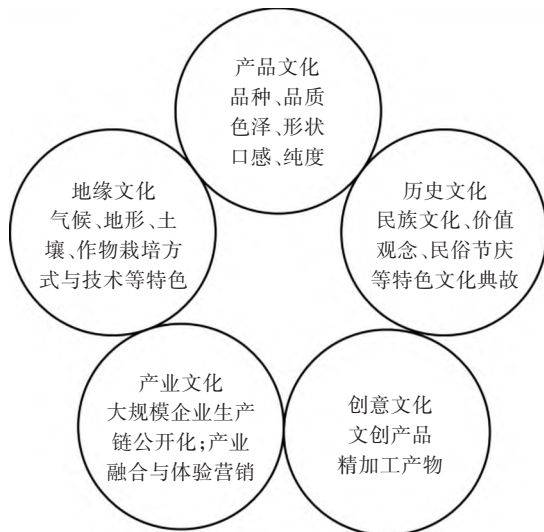 产品文化
品种、品质
色泽、形状
口感、纯度
地缘文化
气候、地形、土
壤、作物栽培方
式与技术等特色
历史文化
民族文化、价值
观念、民俗节庆
等特色文化典故
产业文化
大规模企业生产
链公开化;产业
融合与体验营销
创意文化
文创产品
精加工产物